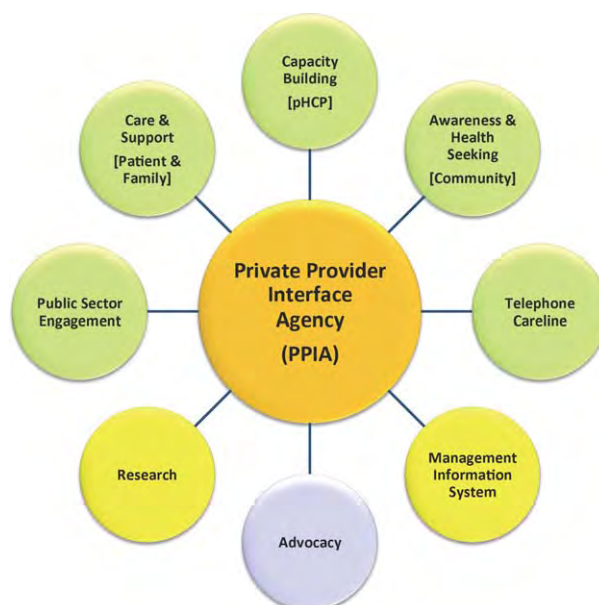 Capacity
Building
[pHCP]
Care &
Support
[Patient &
Family]
Awareness &
Health
Seeking
[Community]
Private Provider
Interface
Agency
(PPIA)
Public Sector
Engagement
Telephone
Careline
Research
Management
Information
System
Advocacy